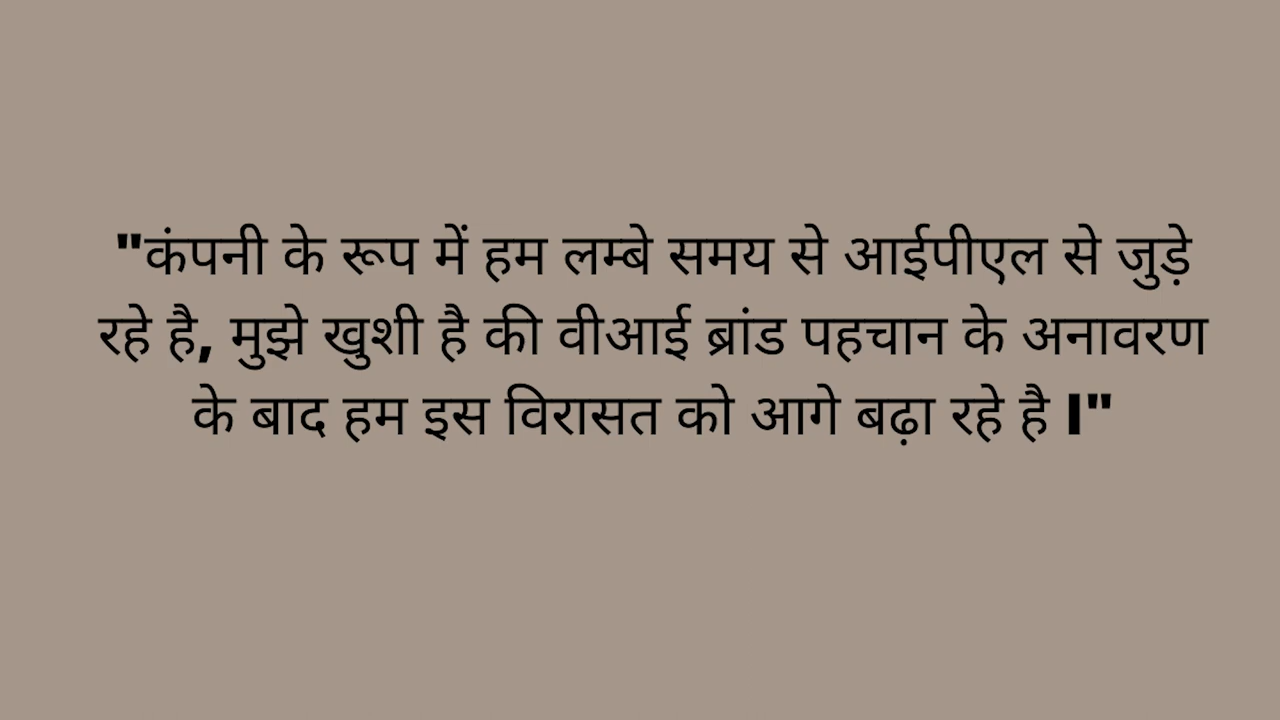 "कंपनी के रूप में हम लम्बे समय से आईपीएल से जुड़े
रहे है, मुझे खुशी है की वीआई ब्रांड पहचान के अनावरण
के बाद हम इस विरासत को आगे बढ़ा रहे है I"